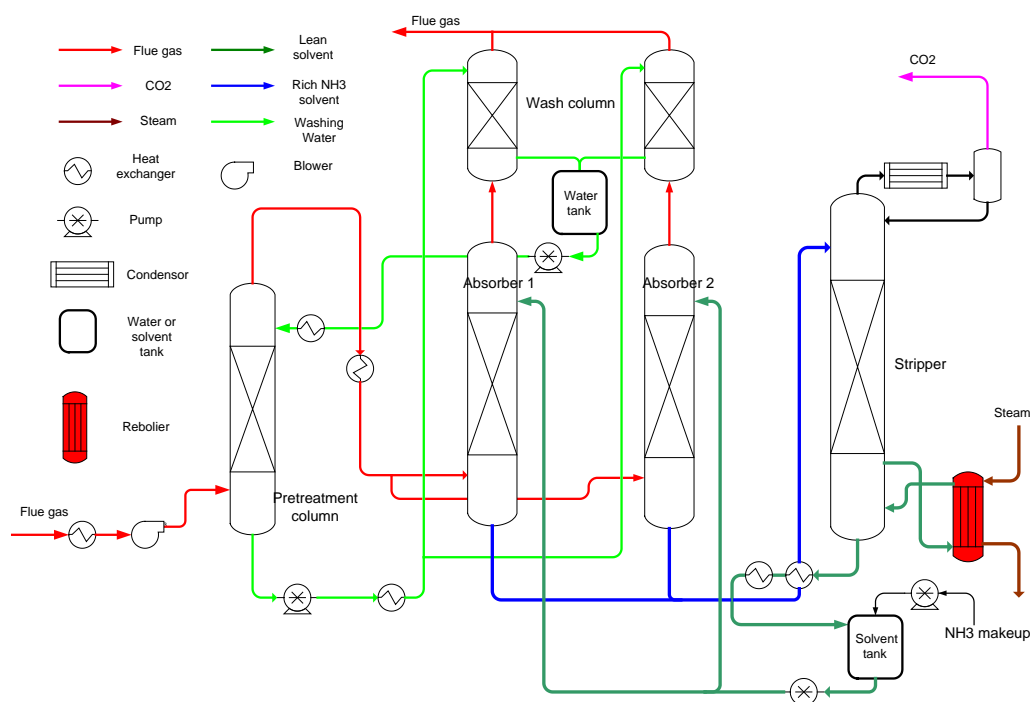 Flue gas
Flue gas
Lean
solvent
CO2
Rich NH3
solvent
Steam
Washing
Water
Heat
exchanger
Blower
Pump
Condensor
Water or
solvent
tank
Rebolier
Flue gas
Pretreatment
column
Wash column
Water
tank
Absorber 1
Absorber 2
CO2
Stripper
Steam
NH3 makeup
Solvent
tank